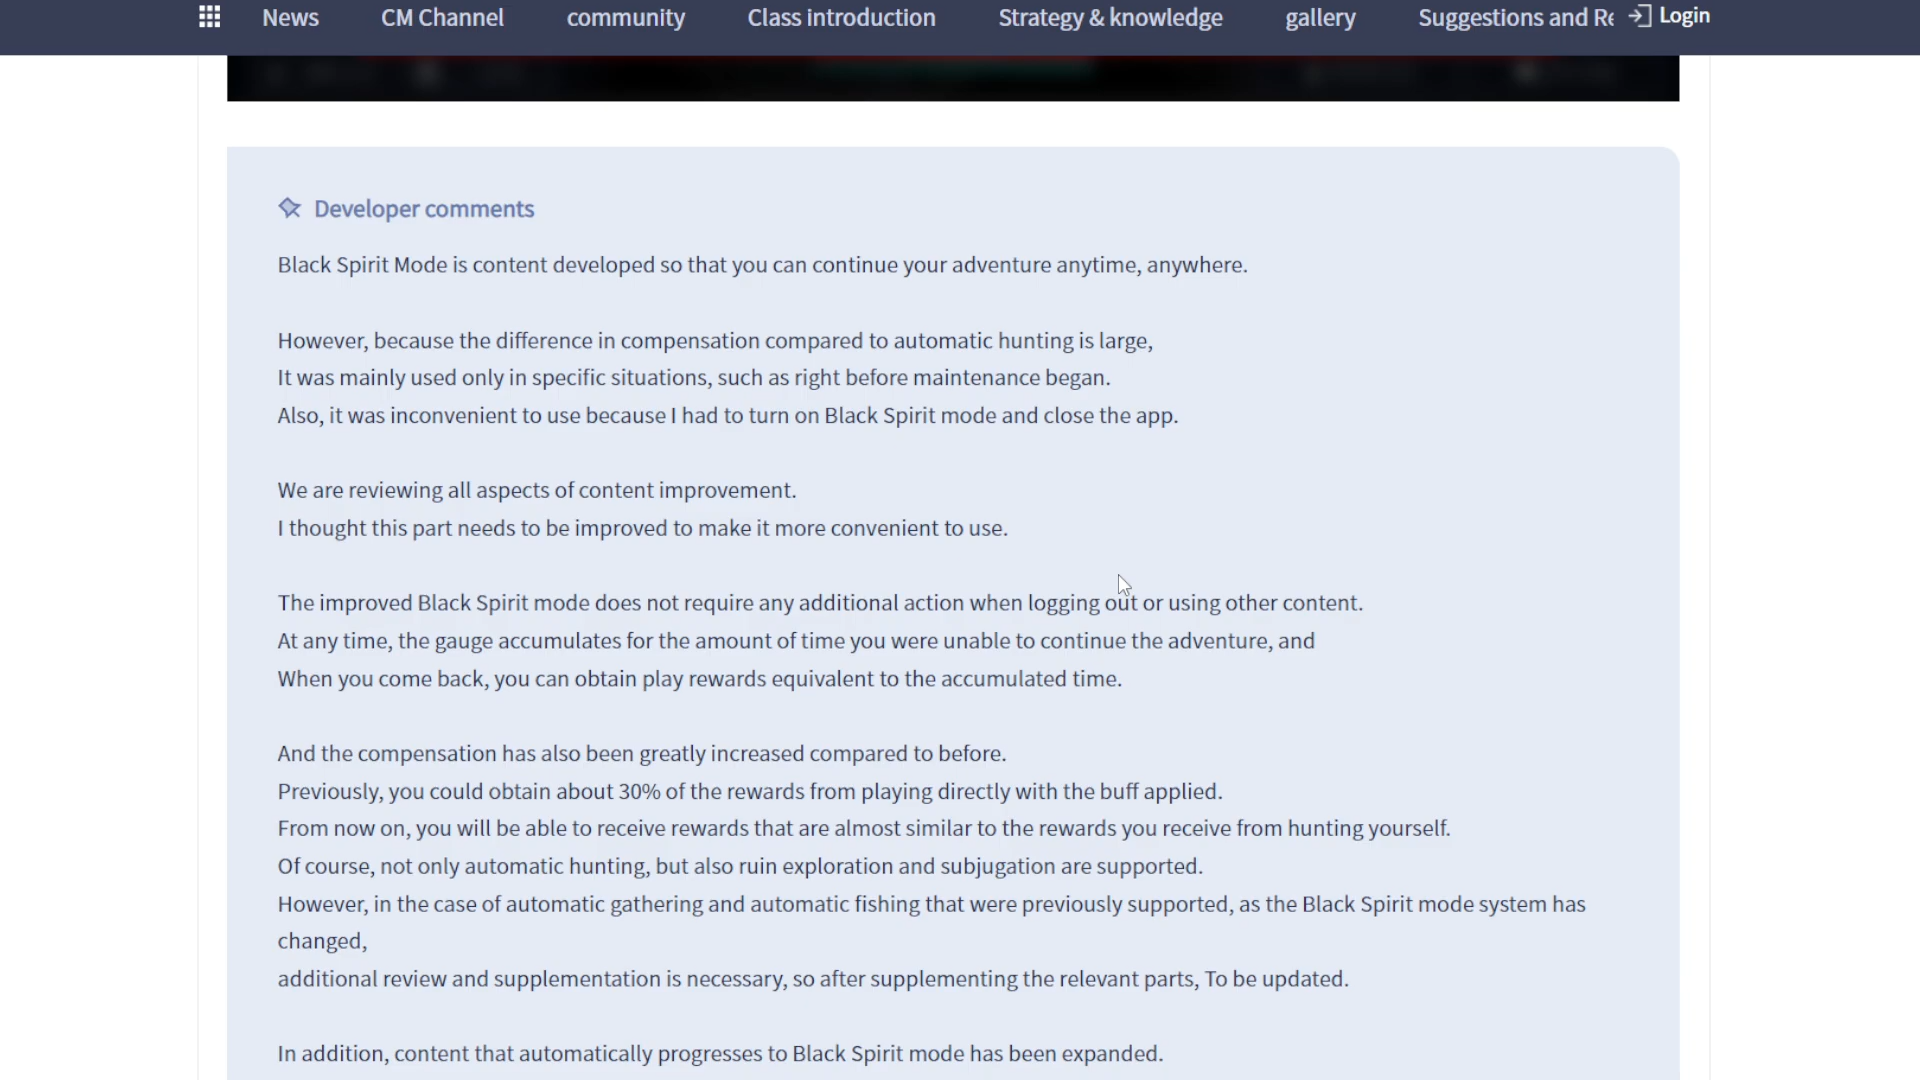 News CM Channel community Class introduction Strategy & knowledge gallery Suggestions and Re Login
Developer comments
Black Spirit Mode is content developed so that you can continue your adventure anytime, anywhere.
However, because the difference in compensation compared to automatic hunting is large,
It was mainly used only in specific situations, such as right before maintenance began.
Also, it was inconvenient to use because I had to turn on Black Spirit mode and close the app.
We are reviewing all aspects of content improvement.
I thought this part needs to be improved to make it more convenient to use.
The improved Black Spirit mode does not require any additional action when logging out or using other content.
At any time, the gauge accumulates for the amount of time you were unable to continue the adventure, and
When you come back, you can obtain play rewards equivalent to the accumulated time.
And the compensation has also been greatly increased compared to before.
Previously, you could obtain about 30% of the rewards from playing directly with the buff applied.
From now on, you will be able to receive rewards that are almost similar to the rewards you receive from hunting yourself.
Of course, not only automatic hunting, but also ruin exploration and subjugation are supported.
However, in the case of automatic gathering and automatic fishing that were previously supported, as the Black Spirit mode system has
changed,
additional review and supplementation is necessary, so after supplementing the relevant parts, To be updated.
In addition, content that automatically progresses to Black Spirit mode has been expanded.